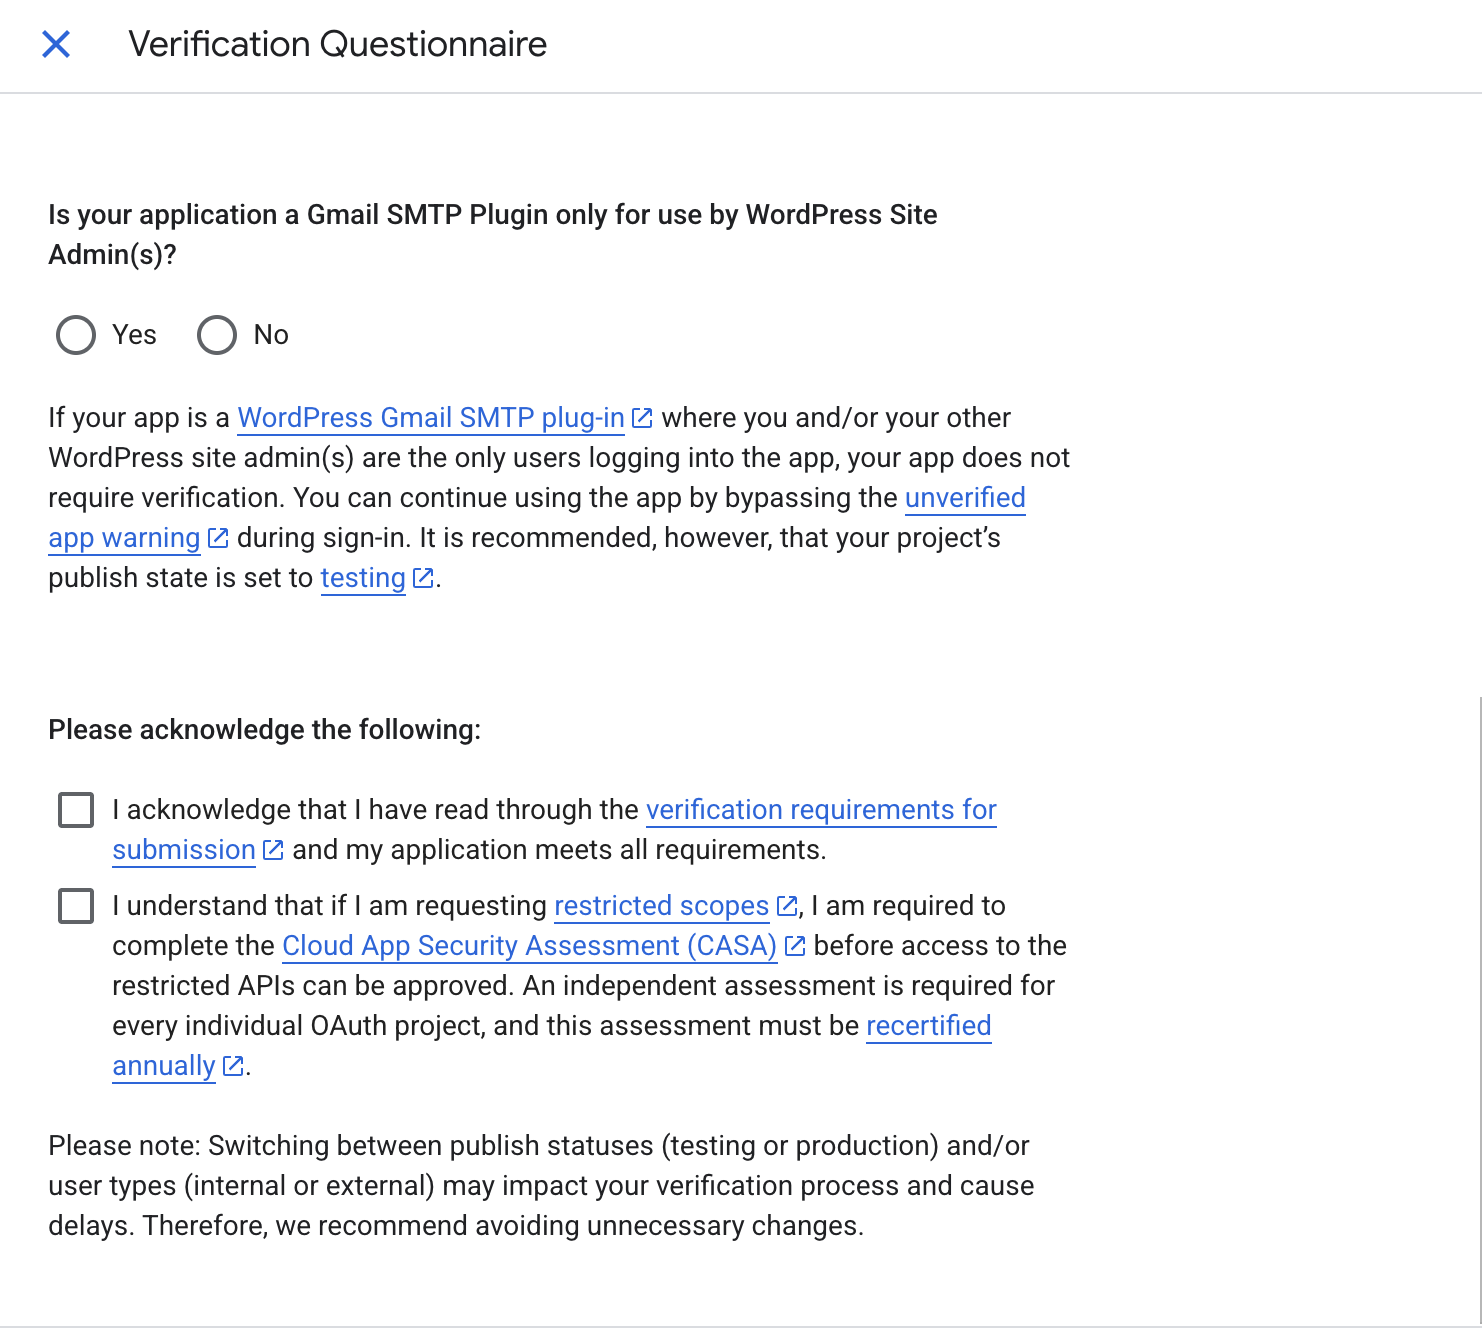 Verification Questionnaire
Is your application a Gmail SMTP Plugin only for use by WordPress Site
Admin(s)?
Yes No
If your app is a WordPress Gmail SMTP plug-in where you and/or your other
WordPress site admin(s) are the only users logging into the app, your app does not
require verification. You can continue using the app by bypassing the unverified
app warning during sign-in. It is recommended, however, that your project’s
publish state is set to testing.
Please acknowledge the following:
I acknowledge that I have read through the verification requirements for
submission and my application meets all requirements.
I understand that if I am requesting restricted scopes, I am required to
complete the Cloud App Security Assessment (CASA) before access to the
restricted APIs can be approved. An independent assessment is required for
every individual OAuth project, and this assessment must be recertified
annually.
Please note: Switching between publish statuses (testing or production) and/or
user types (internal or external) may impact your verification process and cause
delays. Therefore, we recommend avoiding unnecessary changes.